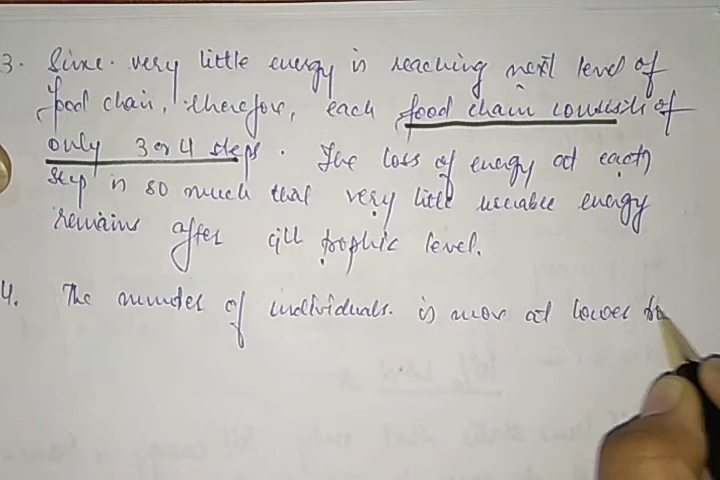 3. Since very little energy is reaching next level of
food chain, therefore, each food chain consists of
only 3 or 4 steps. The loss of energy at each
step is so much that very little useable energy
remains after 4th trophic level.
4. The number of individuals is more at lower